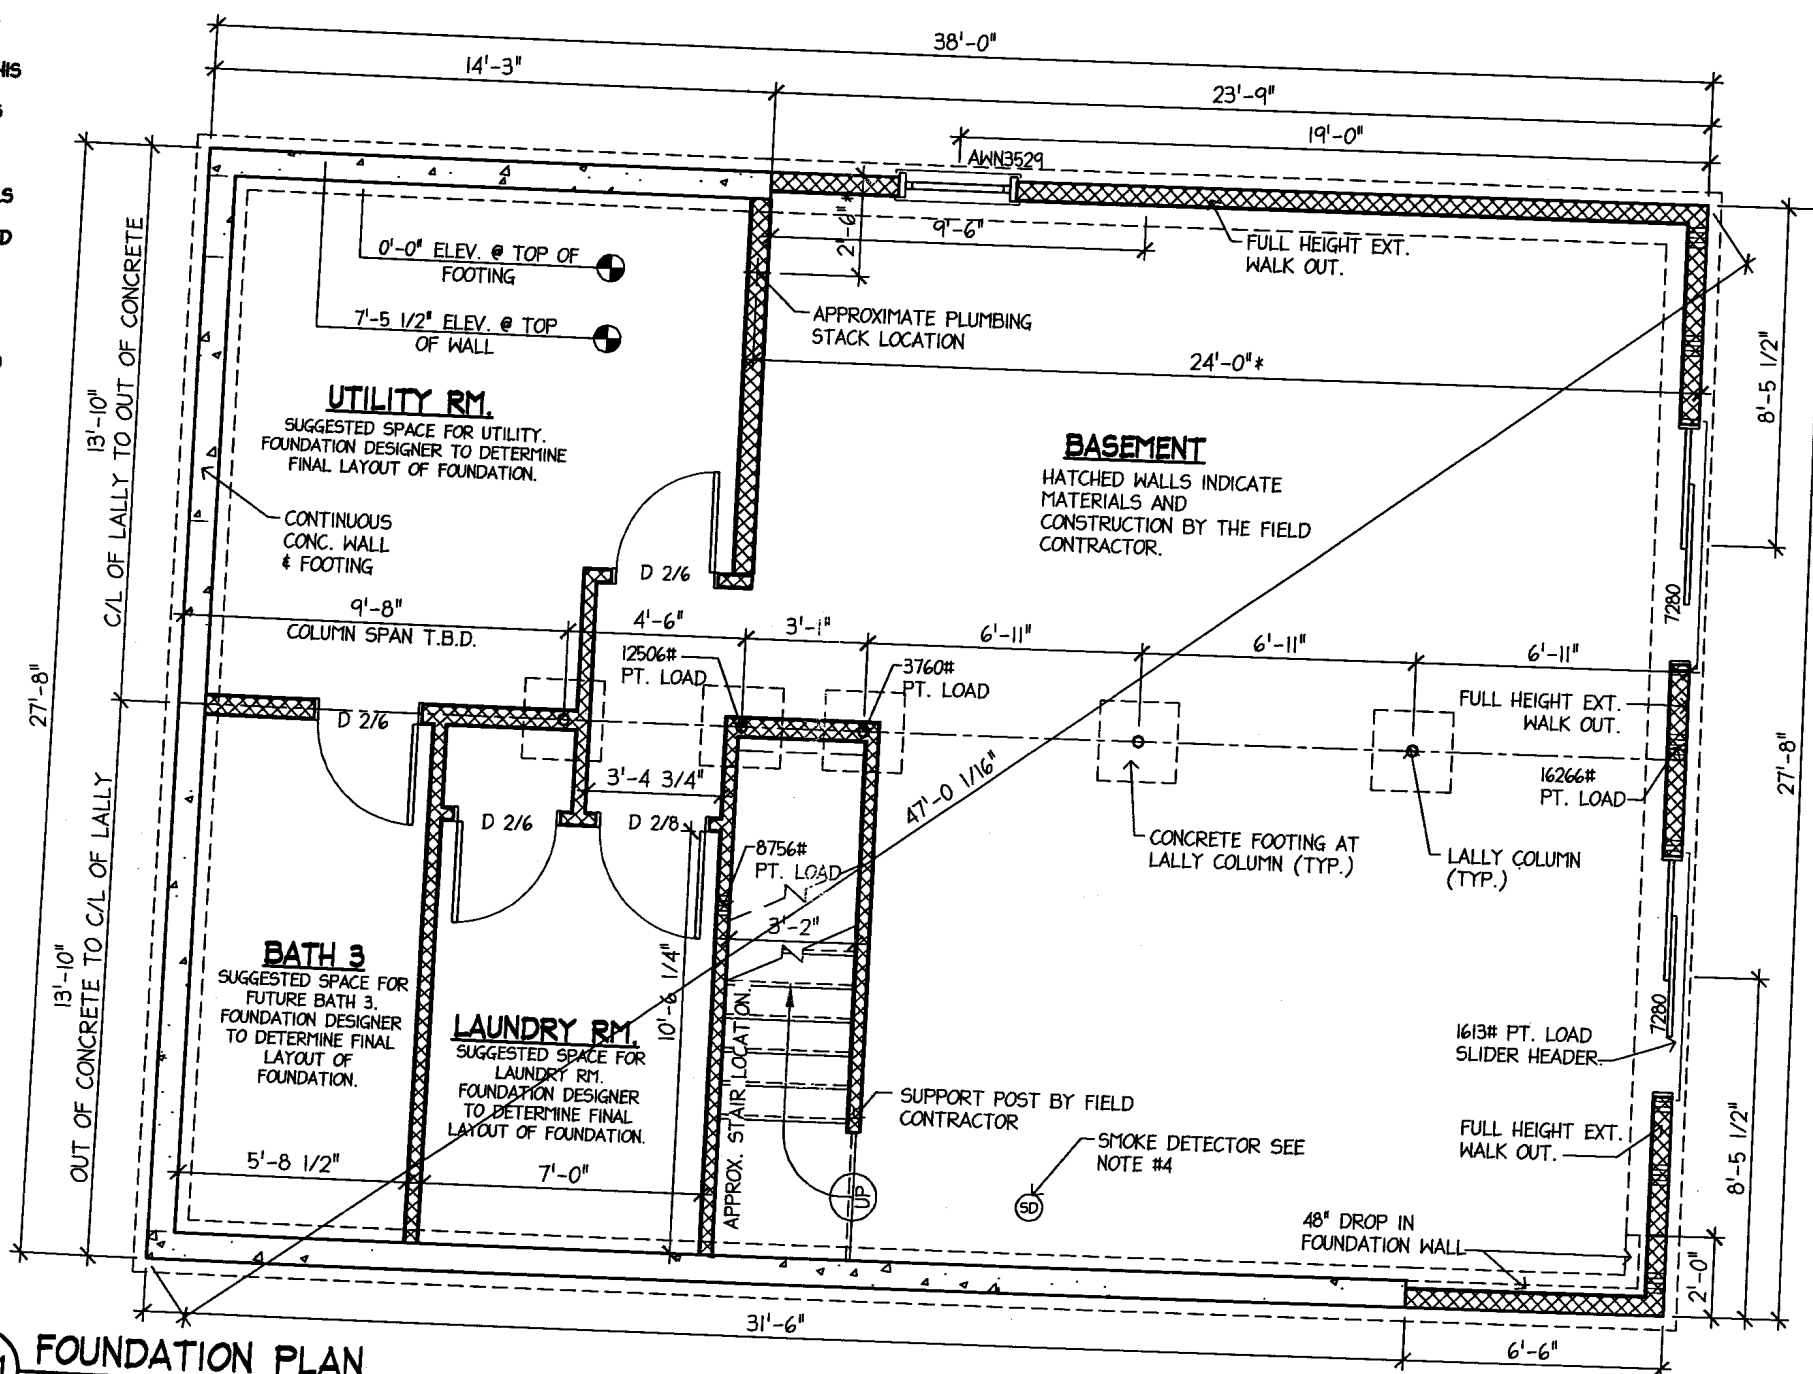 38'-0"
14'-3"
23'-9"
19'-0"
AWN3529
HIS
LS
2'-6"*
9'-6"
FULL HEIGHT EXT.
WALK OUT.
0'-0" ELEV. @ TOP OF
FOOTING
7'-5 1/2" ELEV. @ TOP
OF WALL
APPROXIMATE PLUMBING
STACK LOCATION
24'-0"*
8'-5 1/2"
13'-10"
C/L OF LALLY TO OUT OF CONCRETE
UTILITY RM.
SUGGESTED SPACE FOR UTILITY.
FOUNDATION DESIGNER TO DETERMINE
FINAL LAYOUT OF FOUNDATION.
BASEMENT
HATCHED WALLS INDICATE
MATERIALS AND
CONSTRUCTION BY THE FIELD
CONTRACTOR.
CONTINUOUS
CONC. WALL
& FOOTING
D 2/6
7280
9'-8"
COLUMN SPAN T.B.D.
4'-6"
3'-1"
6'-11"
6'-11"
6'-11"
12506#
PT. LOAD
3760#
PT. LOAD
27'-8"
FULL HEIGHT EXT.
WALK OUT.
D 2/6
3'-4 3/4"
47'-0 1/16"
16266#
PT. LOAD
27'-8"
D 2/6
D 2/8
8756#
PT. LOAD
CONCRETE FOOTING AT
LALLY COLUMN (TYP.)
LALLY COLUMN
(TYP.)
3'-2"
13'-10"
OUT OF CONCRETE TO C/L OF LALLY
BATH 3
SUGGESTED SPACE FOR
FUTURE BATH 3.
FOUNDATION DESIGNER
TO DETERMINE FINAL
LAYOUT OF
FOUNDATION.
LAUNDRY RM.
SUGGESTED SPACE FOR
LAUNDRY RM.
FOUNDATION DESIGNER
TO DETERMINE FINAL
LAYOUT OF FOUNDATION.
10'-6 1/4"
APPROX. STAIR LOCATION
7280
1613# PT. LOAD
SLIDER HEADER
SUPPORT POST BY FIELD
CONTRACTOR
SMOKE DETECTOR SEE
NOTE #4
FULL HEIGHT EXT.
WALK OUT.
8'-5 1/2"
5'-8 1/2"
7'-0"
UP
SD
48" DROP IN
FOUNDATION WALL
2'-0"
31'-6"
6'-6"
FOUNDATION PLAN